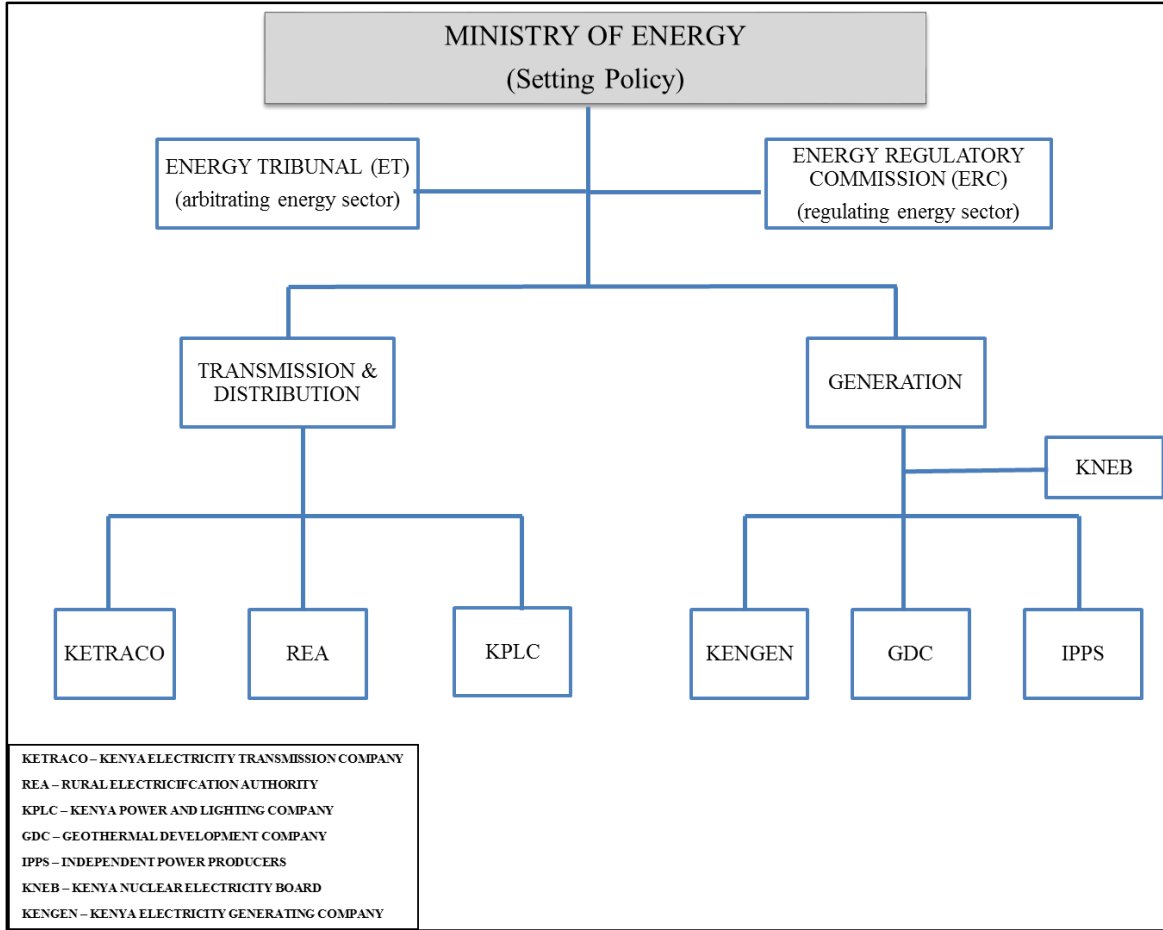 MINISTRY OF ENERGY
(Setting Policy)
ENERGY TRIBUNAL (ET)
(arbitrating energy sector)
ENERGY REGULATORY
COMMISSION (ERC)
(regulating energy sector)
TRANSMISSION &
DISTRIBUTION
GENERATION
KNEB
KETRACO
REA
KPLC
KENGEN
GDC
IPPS
KETRACO – KENYA ELECTRICITY TRANSMISSION COMPANY
REA – RURAL ELECTRICIFCATION AUTHORITY
KPLC – KENYA POWER AND LIGHTING COMPANY
GDC – GEOTHERMAL DEVELOPMENT COMPANY
IPPS – INDEPENDENT POWER PRODUCERS
KNEB – KENYA NUCLEAR ELECTRICITY BOARD
KENGEN – KENYA ELECTRICITY GENERATING COMPANY